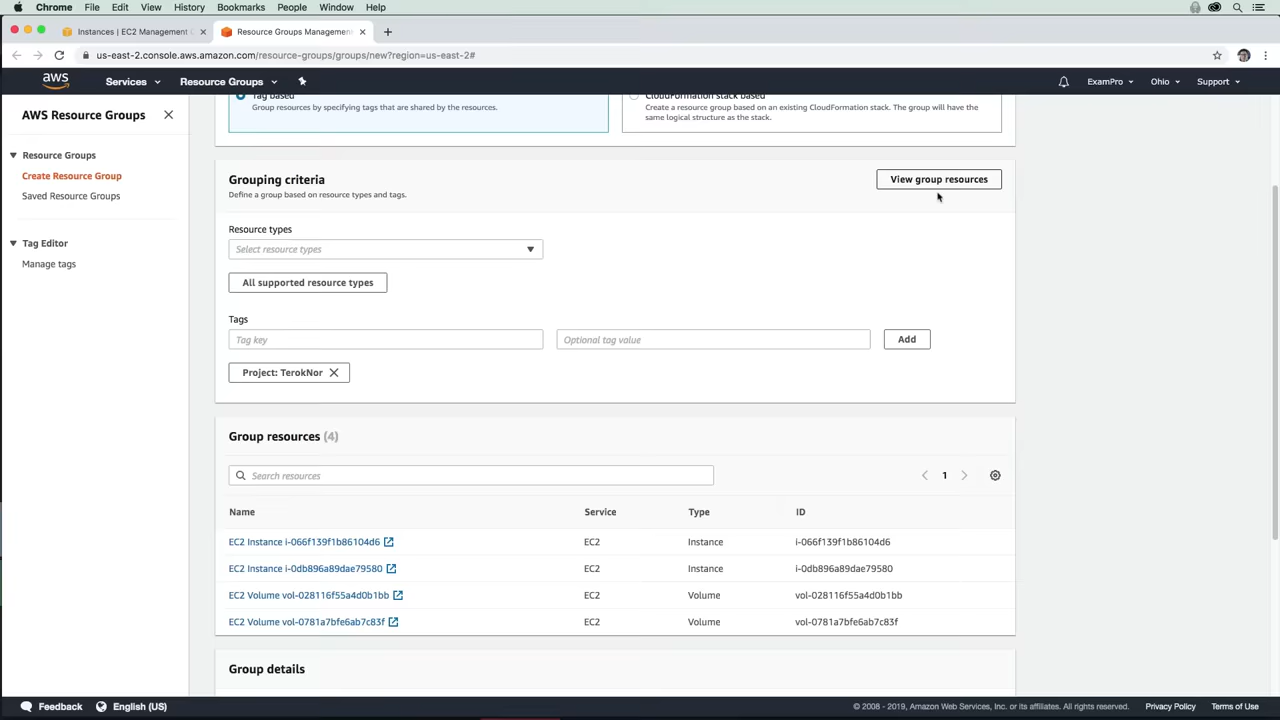 Chrome File Edit View History Bookmarks People Window Help
Instances | EC2 Management C
Resource Groups Management
us-east-2.console.aws.amazon.com/resource-groups/groups/new?region=us-east-2#
aws Services Resource Groups ExamPro Ohio Support
AWS Resource Groups
Resource Groups
Create Resource Group
Saved Resource Groups
Tag Editor
Manage tags
Tag based
Group resources by specifying tags that are shared by the resources.
CloudFormation stack based
Create a resource group based on an existing CloudFormation stack. The group will have
the same logical structure as the stack.
Grouping criteria
View group resources
Define a group based on resource types and tags.
Resource types
Select resource types
All supported resource types
Tags
Tag key
Optional tag value
Add
Project: TerokNor
Group resources (4)
Search resources
1
Name Service Type ID
EC2 Instance i-066f139f1b86104d6 EC2 Instance i-066f139f1b86104d6
EC2 Instance i-0db896a89dae79580 EC2 Instance i-0db896a89dae79580
EC2 Volume vol-028116f55a4d0b1bb EC2 Volume vol-028116f55a4d0b1bb
EC2 Volume vol-0781a7bfe6ab7c83f EC2 Volume vol-0781a7bfe6ab7c83f
Group details
Feedback English (US) © 2008 - 2019, Amazon Web Services, Inc. or its affiliates. All rights reserved. Privacy Policy Terms of Use